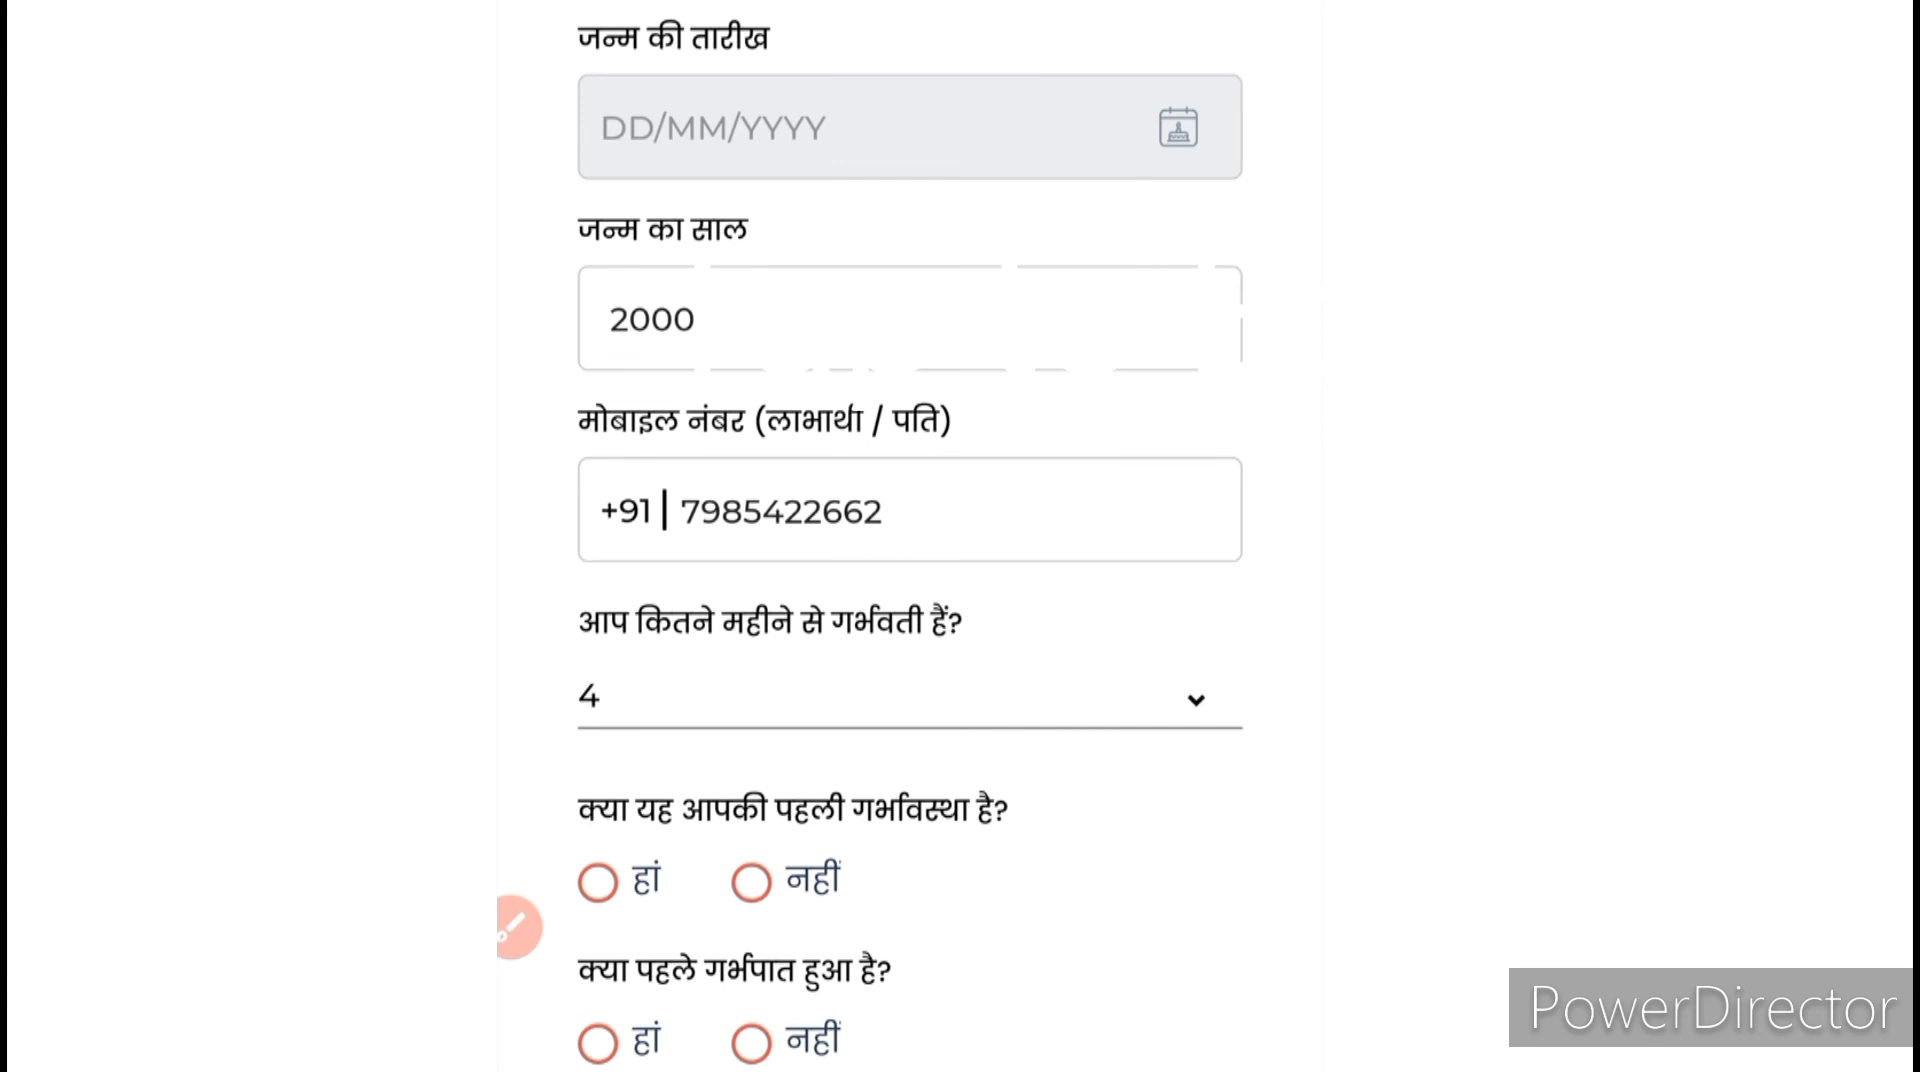 जन्म की तारीख
DD/MM/YYYY
जन्म का साल
2000
मोबाइल नंबर (लाभार्थी / पति)
+91 7985422662
आप कितने महीने से गर्भवती हैं?
4
क्या यह आपकी पहली गर्भावस्था है?
हां नहीं
क्या पहले गर्भपात हुआ है?
हां नहीं
PowerDirector